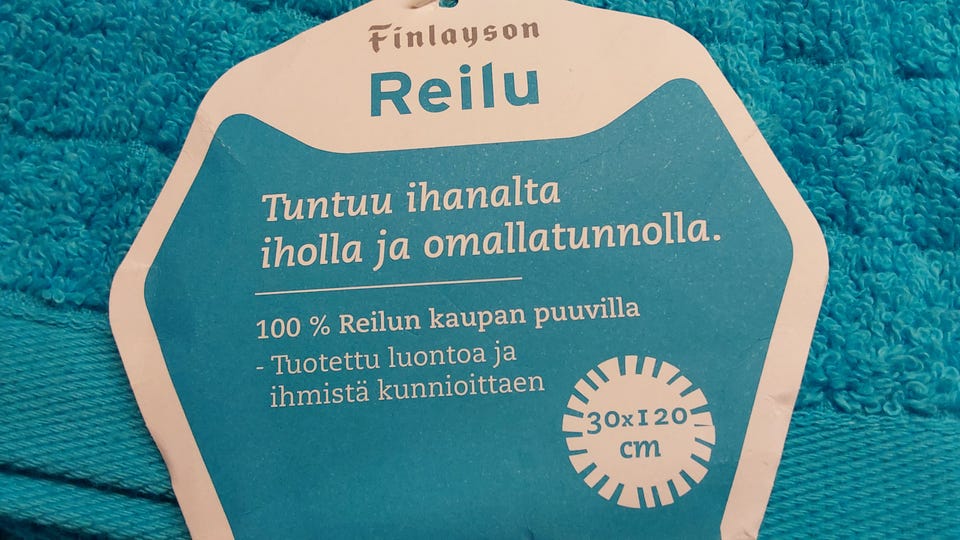 Finlayson
Reilu
Tuntuu ihanalta
iholla ja omallatunnolla.
100 % Reilun kaupan puuvilla
- Tuotettu luontoa ja
ihmistä kunnioittaen
30x120
cm